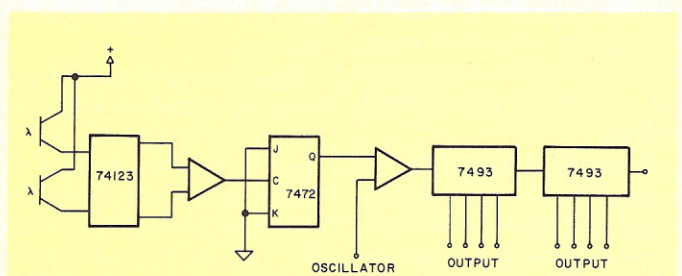 +
λ
λ
74123
J
C
K
Q
7472
OSCILLATOR
7493
OUTPUT
7493
OUTPUT